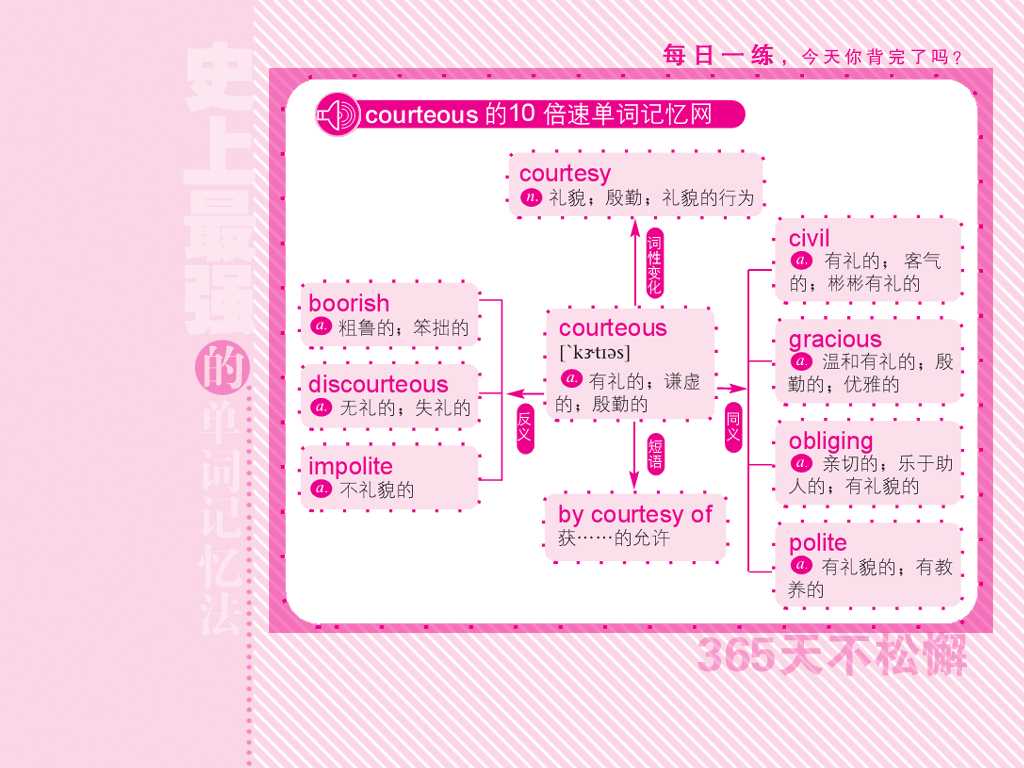 每日一练，今天你背完了吗?
史上最强的单词记忆法
courteous 的10 倍速单词记忆网
courtesy
n. 礼貌；殷勤；礼貌的行为
词性变化
boorish
a. 粗鲁的；笨拙的
discourteous
a. 无礼的；失礼的
impolite
a. 不礼貌的
反义
courteous
[ˋkɝtɪəs]
a. 有礼的；谦虚
的；殷勤的
同义
短语
by courtesy of
获……的允许
civil
a. 有礼的； 客气
的；彬彬有礼的
gracious
a. 温和有礼的；殷
勤的；优雅的
obliging
a. 亲切的；乐于助
人的；有礼貌的
polite
a. 有礼貌的；有教
养的
365天不松懈